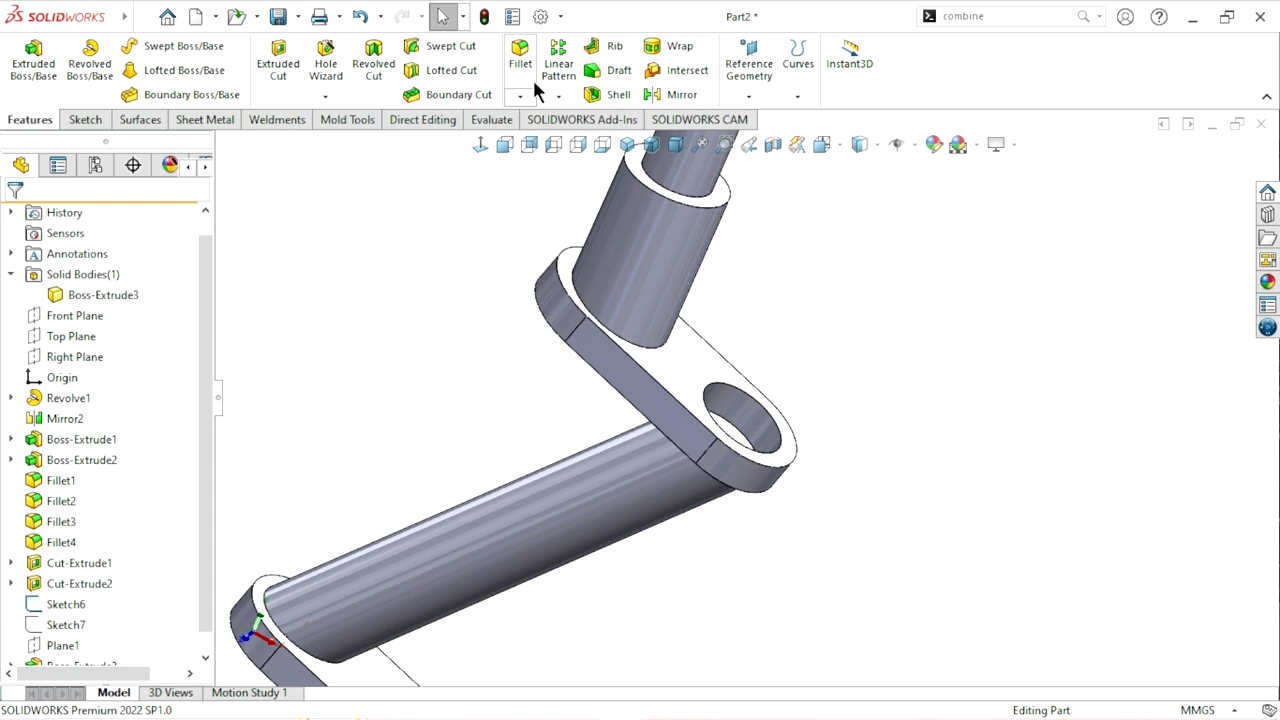 SOLIDWORKS
Part2 *
combine
Extruded Boss/Base
Revolved Boss/Base
Swept Boss/Base
Lofted Boss/Base
Boundary Boss/Base
Extruded Cut
Hole Wizard
Revolved Cut
Swept Cut
Lofted Cut
Boundary Cut
Fillet
Linear Pattern
Rib
Draft
Shell
Wrap
Intersect
Mirror
Reference Geometry
Curves
Instant3D
Features
Sketch
Surfaces
Sheet Metal
Weldments
Mold Tools
Direct Editing
Evaluate
SOLIDWORKS Add-Ins
SOLIDWORKS CAM
History
Sensors
Annotations
Solid Bodies(1)
Boss-Extrude3
Front Plane
Top Plane
Right Plane
Origin
Revolve1
Mirror2
Boss-Extrude1
Boss-Extrude2
Fillet1
Fillet2
Fillet3
Fillet4
Cut-Extrude1
Cut-Extrude2
Sketch6
Sketch7
Plane1
Model
3D Views
Motion Study 1
SOLIDWORKS Premium 2022 SP1.0
Editing Part
MMGS